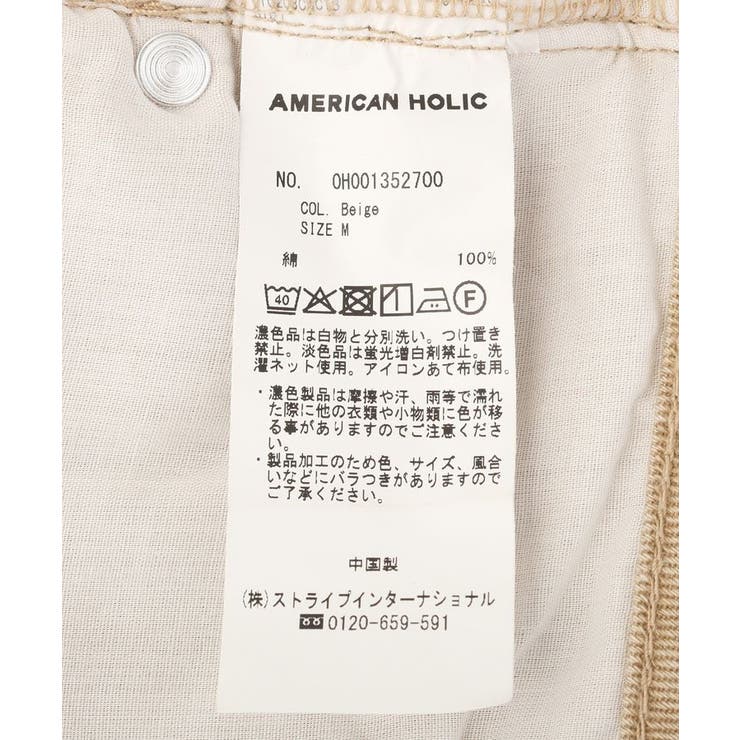 AMERICAN HOLIC
NO. 0H001352700
COL. Beige
SIZE M
綿 100%
40 F
濃色品は白物と分別洗い。つけ置き
禁止。淡色品は蛍光増白剤禁止。洗
濯ネット使用。アイロンあて布使用。
・濃色製品は摩擦や汗、雨等で濡れ
た際に他の衣類や小物類に色が移
る事がありますのでご注意くださ
い。
・製品加工のため色、サイズ、風合
いなどにバラつきがありますので
ご了承ください。
中国製
(株)ストライプインターナショナル
0120-659-591